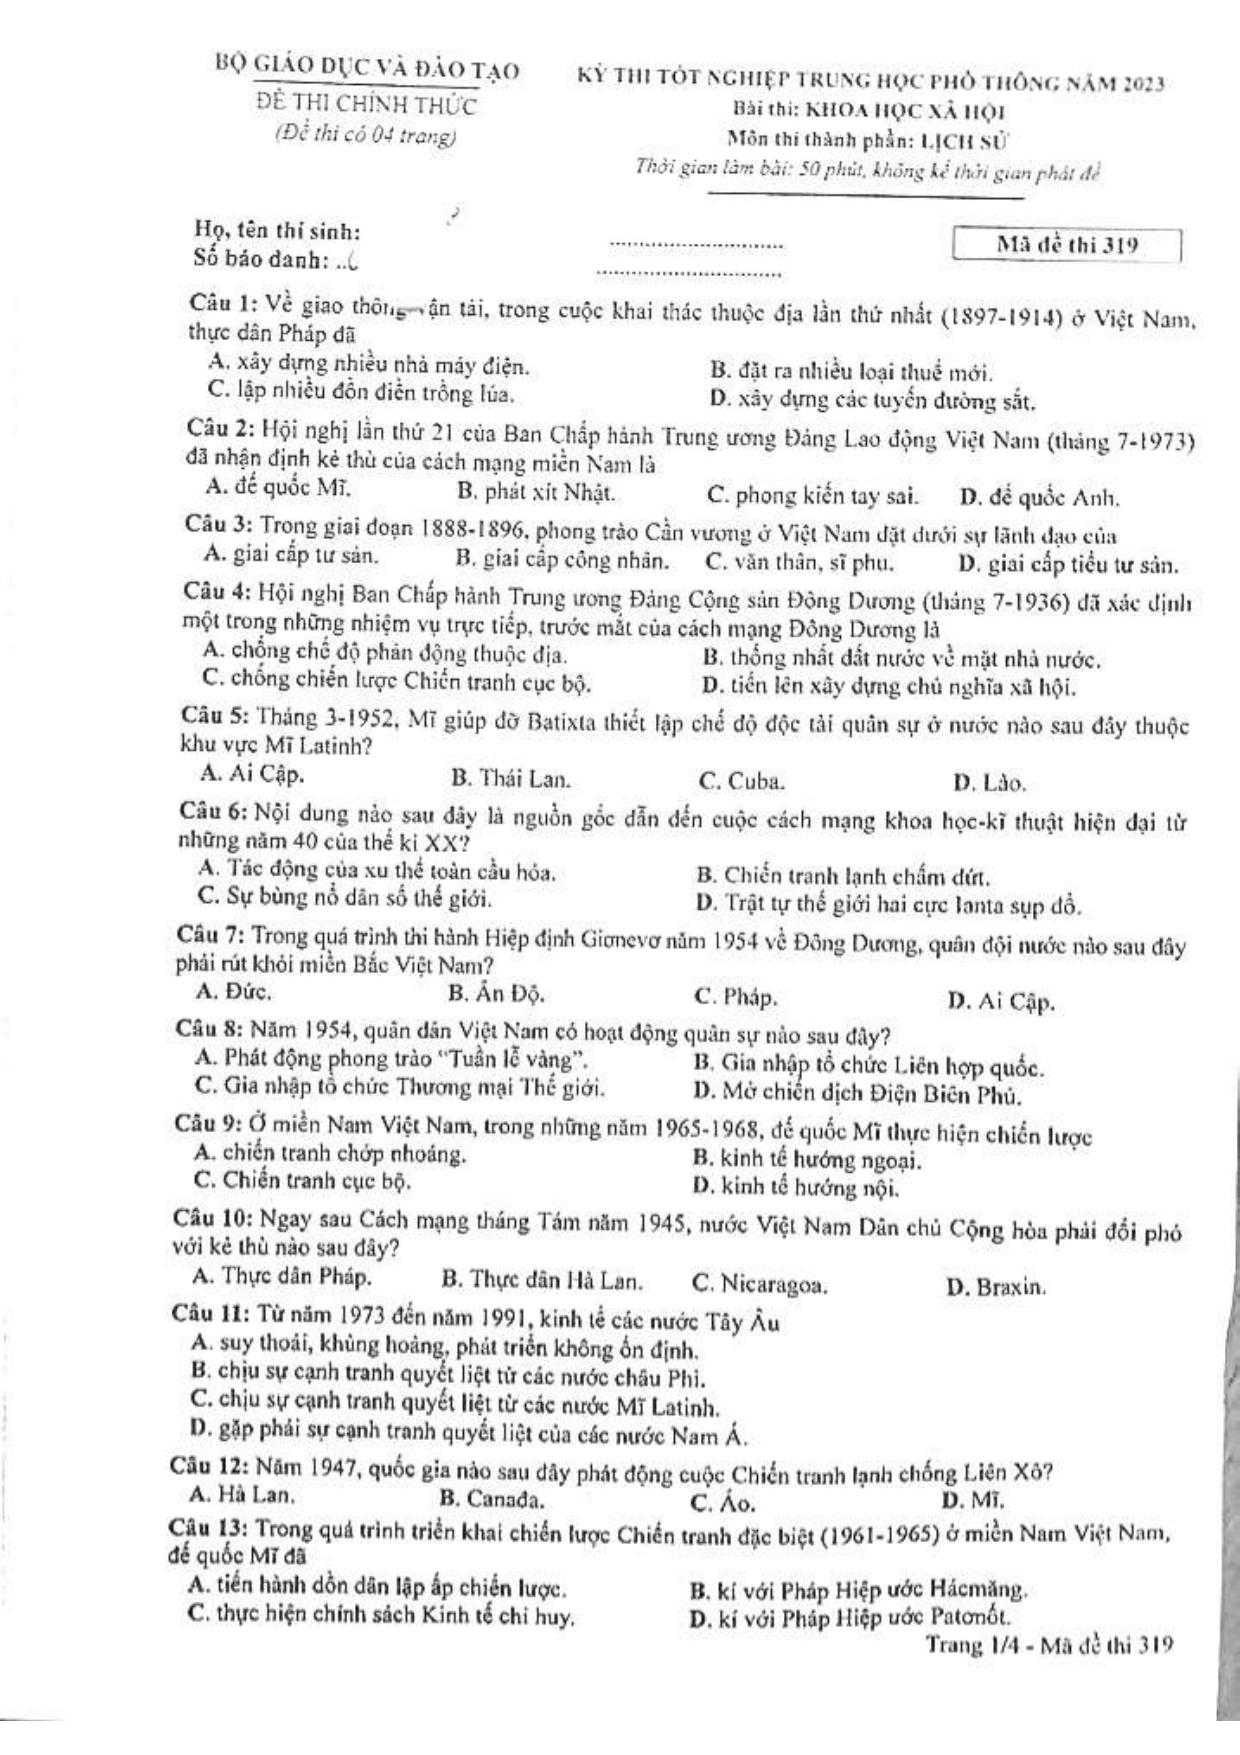 BỘ GIÁO DỤC VÀ ĐÀO TẠO
ĐỀ THI CHÍNH THỨC
(Đề thi có 04 trang)
KỲ THI TỐT NGHIỆP TRUNG HỌC PHỔ THÔNG NĂM 2023
Bài thi: KHOA HỌC XÃ HỘI
Môn thi thành phần: LỊCH SỬ
Thời gian làm bài: 50 phút, không kể thời gian phát đề
Họ, tên thí sinh:
Số báo danh:
Mã đề thi 319
Câu 1: Về giao thông vận tải, trong cuộc khai thác thuộc địa lần thứ nhất (1897-1914) ở Việt Nam,
thực dân Pháp đã
A. xây dựng nhiều nhà máy điện. B. đặt ra nhiều loại thuế mới.
C. lập nhiều đồn điền trồng lúa. D. xây dựng các tuyến đường sắt.
Câu 2: Hội nghị lần thứ 21 của Ban Chấp hành Trung ương Đảng Lao động Việt Nam (tháng 7-1973)
đã nhận định kẻ thù của cách mạng miền Nam là
A. đế quốc Mĩ. B. phát xít Nhật. C. phong kiến tay sai. D. đế quốc Anh.
Câu 3: Trong giai đoạn 1888-1896, phong trào Cần vương ở Việt Nam đặt dưới sự lãnh đạo của
A. giai cấp tư sản. B. giai cấp công nhân. C. văn thân, sĩ phu. D. giai cấp tiểu tư sản.
Câu 4: Hội nghị Ban Chấp hành Trung ương Đảng Cộng sản Đông Dương (tháng 7-1936) đã xác định
một trong những nhiệm vụ trực tiếp, trước mắt của cách mạng Đông Dương là
A. chống chế độ phản động thuộc địa. B. thống nhất đất nước về mặt nhà nước.
C. chống chiến lược Chiến tranh cục bộ. D. tiến lên xây dựng chủ nghĩa xã hội.
Câu 5: Tháng 3-1952, Mĩ giúp đỡ Batixta thiết lập chế độ độc tài quân sự ở nước nào sau đây thuộc
khu vực Mĩ Latinh?
A. Ai Cập. B. Thái Lan. C. Cuba. D. Lào.
Câu 6: Nội dung nào sau đây là nguồn gốc dẫn đến cuộc cách mạng khoa học-kĩ thuật hiện đại từ
những năm 40 của thế kỉ XX?
A. Tác động của xu thế toàn cầu hóa. B. Chiến tranh lạnh chấm dứt.
C. Sự bùng nổ dân số thế giới. D. Trật tự thế giới hai cực Ianta sụp đổ.
Câu 7: Trong quá trình thi hành Hiệp định Giơnevơ năm 1954 về Đông Dương, quân đội nước nào sau đây
phải rút khỏi miền Bắc Việt Nam?
A. Đức. B. Ấn Độ. C. Pháp. D. Ai Cập.
Câu 8: Năm 1954, quân dân Việt Nam có hoạt động quân sự nào sau đây?
A. Phát động phong trào “Tuần lễ vàng”. B. Gia nhập tổ chức Liên hợp quốc.
C. Gia nhập tổ chức Thương mại Thế giới. D. Mở chiến dịch Điện Biên Phủ.
Câu 9: Ở miền Nam Việt Nam, trong những năm 1965-1968, đế quốc Mĩ thực hiện chiến lược
A. chiến tranh chớp nhoáng. B. kinh tế hướng ngoại.
C. Chiến tranh cục bộ. D. kinh tế hướng nội.
Câu 10: Ngay sau Cách mạng tháng Tám năm 1945, nước Việt Nam Dân chủ Cộng hòa phải đối phó
với kẻ thù nào sau đây?
A. Thực dân Pháp. B. Thực dân Hà Lan. C. Nicaragoa. D. Braxin.
Câu 11: Từ năm 1973 đến năm 1991, kinh tế các nước Tây Âu
A. suy thoái, khủng hoảng, phát triển không ổn định.
B. chịu sự cạnh tranh quyết liệt từ các nước châu Phi.
C. chịu sự cạnh tranh quyết liệt từ các nước Mĩ Latinh.
D. gặp phải sự cạnh tranh quyết liệt của các nước Nam Á.
Câu 12: Năm 1947, quốc gia nào sau đây phát động cuộc Chiến tranh lạnh chống Liên Xô?
A. Hà Lan. B. Canađa. C. Áo. D. Mĩ.
Câu 13: Trong quá trình triển khai chiến lược Chiến tranh đặc biệt (1961-1965) ở miền Nam Việt Nam,
đế quốc Mĩ đã
A. tiến hành dồn dân lập ấp chiến lược. B. kí với Pháp Hiệp ước Hácmăng.
C. thực hiện chính sách Kinh tế chỉ huy. D. kí với Pháp Hiệp ước Patơnốt.
Trang 1/4 - Mã đề thi 319